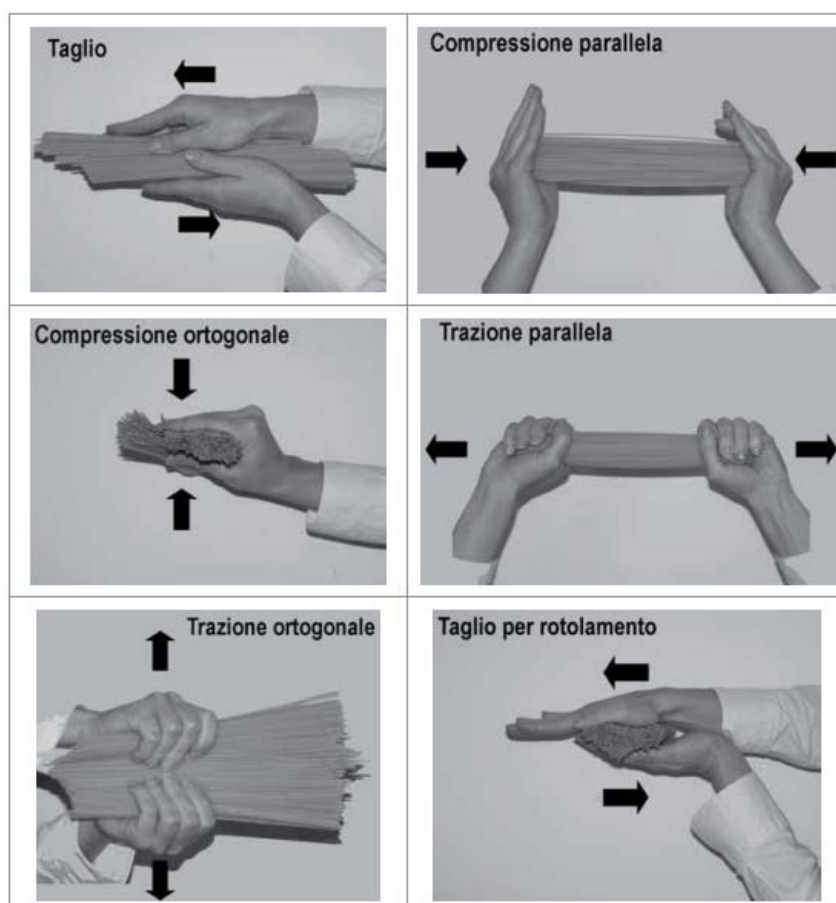 Taglio
Compressione parallela
Compressione ortogonale
Trazione parallela
Trazione ortogonale
Taglio per rotolamento